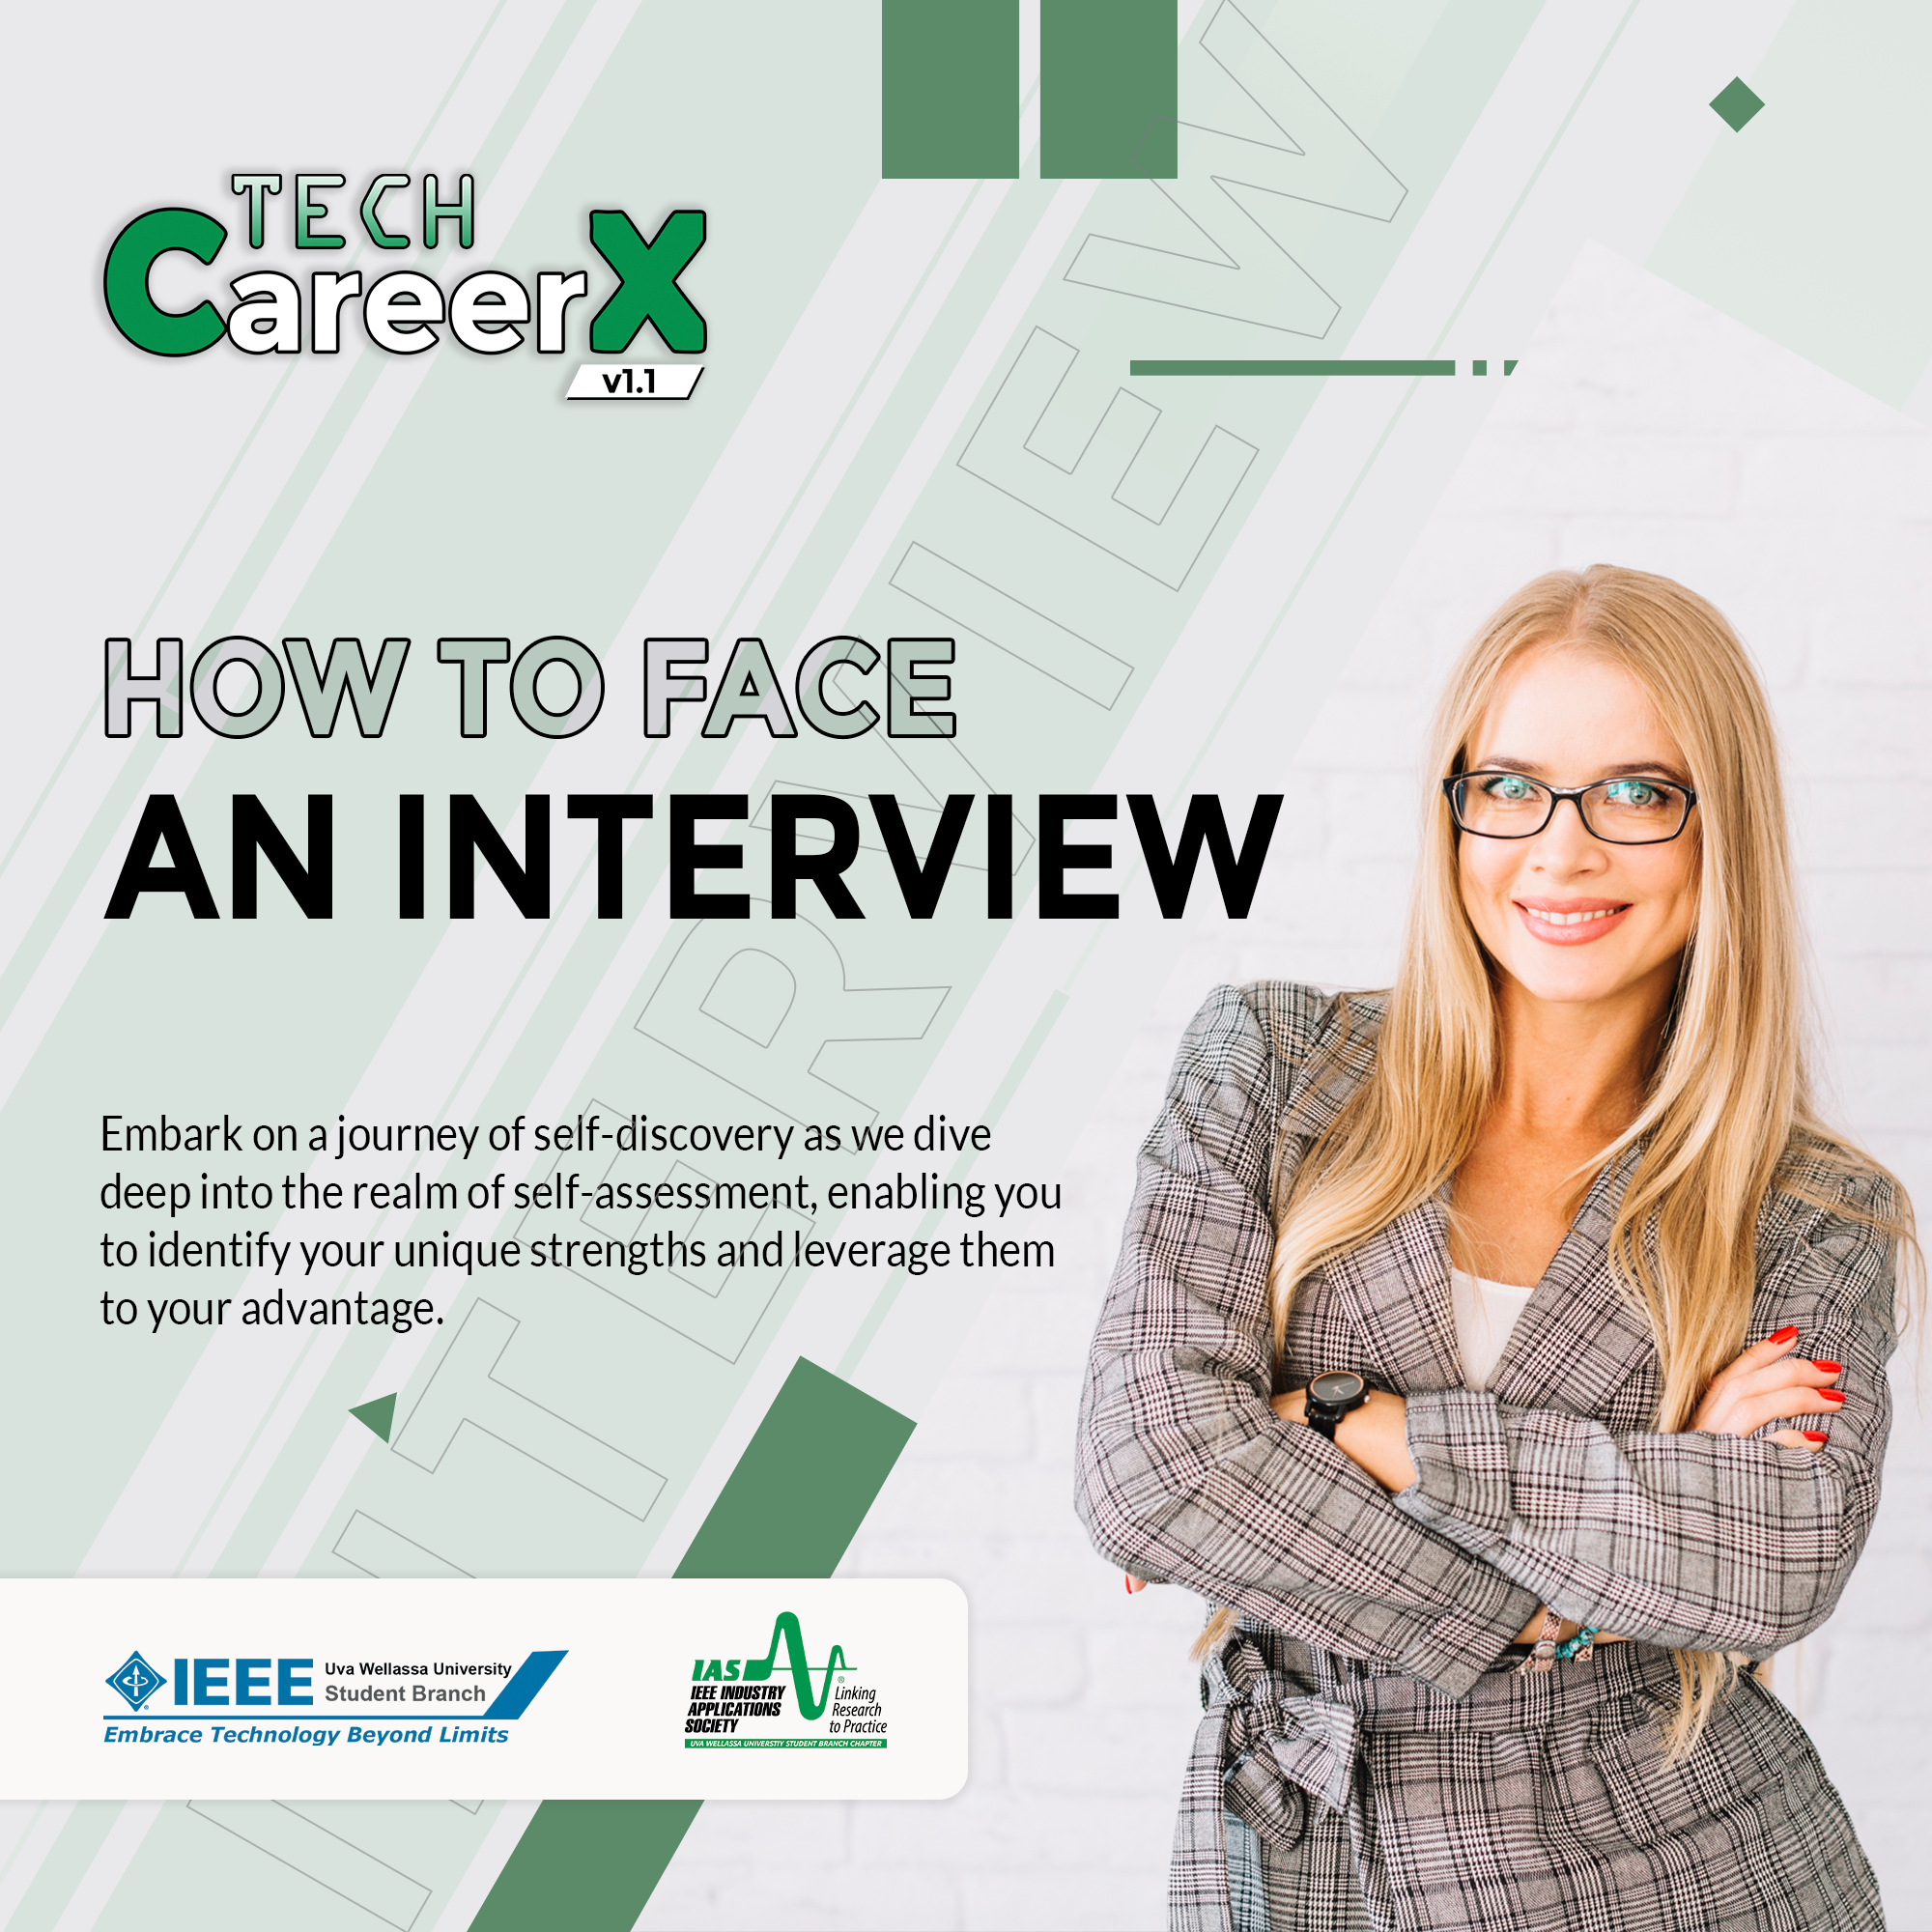 TECH
CareerX
v1.1
HOW TO FACE
AN INTERVIEW
INTERVIEW
Embark on a journey of self-discovery as we dive
deep into the realm of self-assessment, enabling you
to identify your unique strengths and leverage them
to your advantage.
IEEE Uva Wellassa University
Student Branch
Embrace Technology Beyond Limits
IAS
IEEE INDUSTRY
APPLICATIONS
SOCIETY
®
Linking
Research
to Practice
UVA WELLASSA UNIVERSTIY STUDENT BRANCH CHAPTER